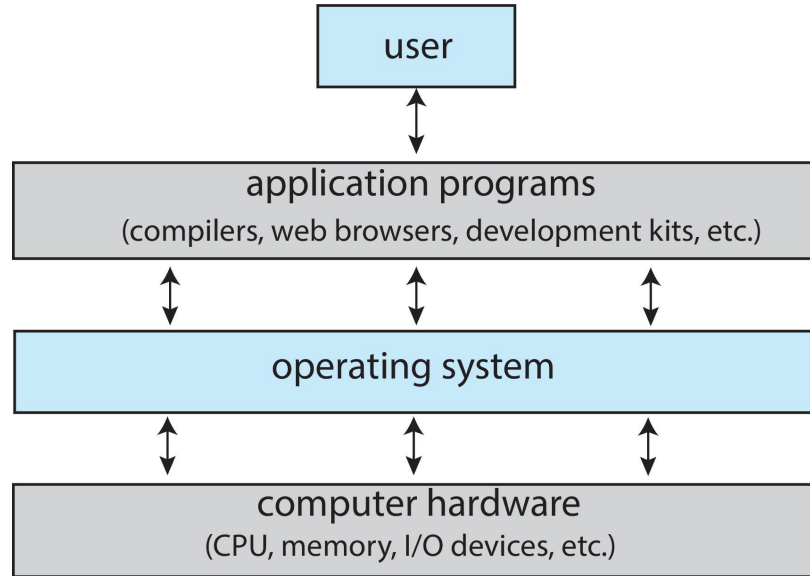 user
application programs
(compilers, web browsers, development kits, etc.)
operating system
computer hardware
(CPU, memory, I/O devices, etc.)